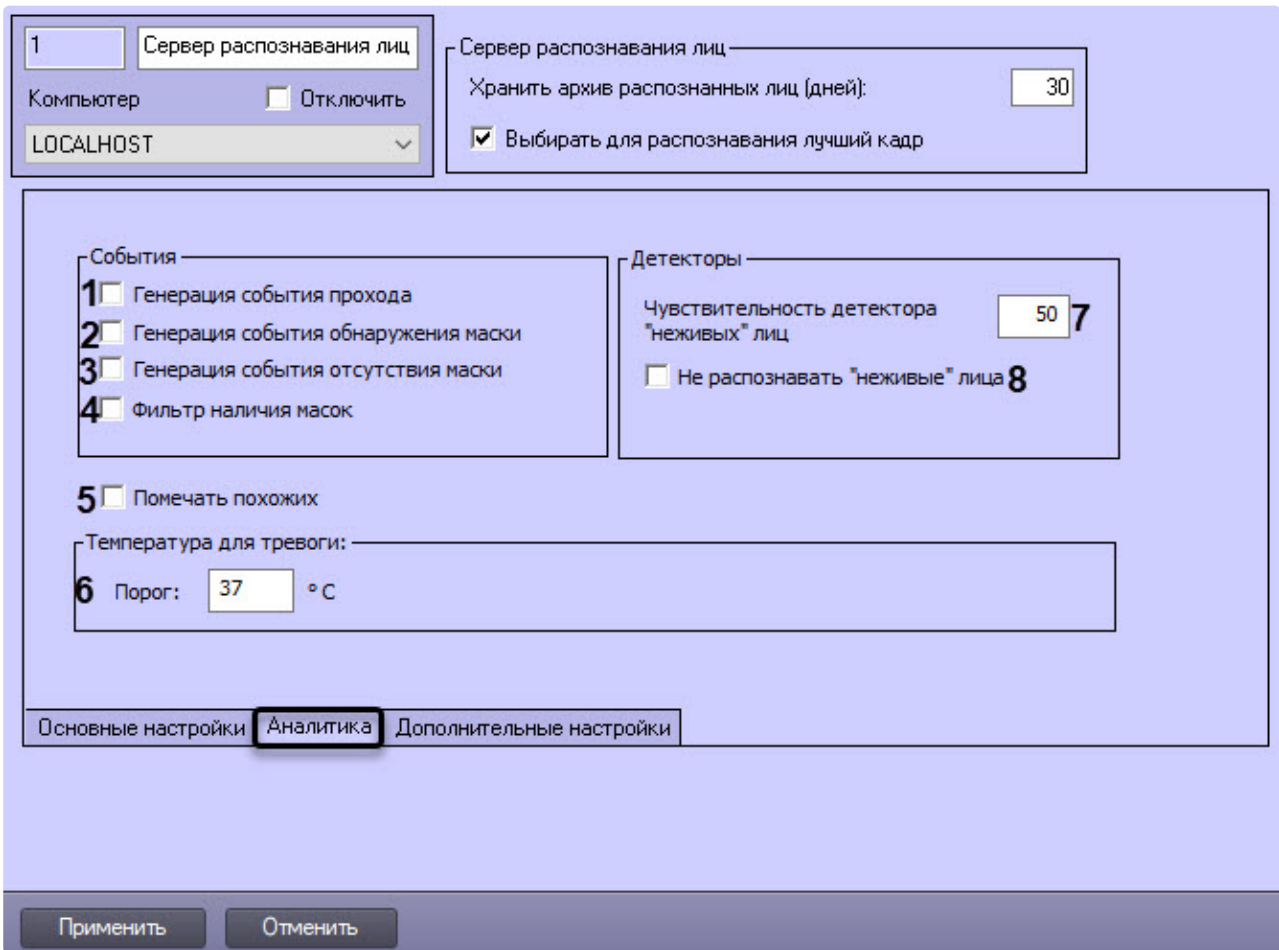 1
Сервер распознавания лиц
Компьютер
Отключить
LOCALHOST
Сервер распознавания лиц
Хранить архив распознанных лиц (дней):
30
Выбирать для распознавания лучший кадр
События
1 Генерация события прохода
2 Генерация события обнаружения маски
3 Генерация события отсутствия маски
4 Фильтр наличия масок
Детекторы
Чувствительность детектора
"неживых" лиц
50 7
Не распознавать "неживые" лица 8
5 Помечать похожих
Температура для тревоги:
6 Порог: 37 °C
Основные настройки Аналитика Дополнительные настройки
Применить Отменить